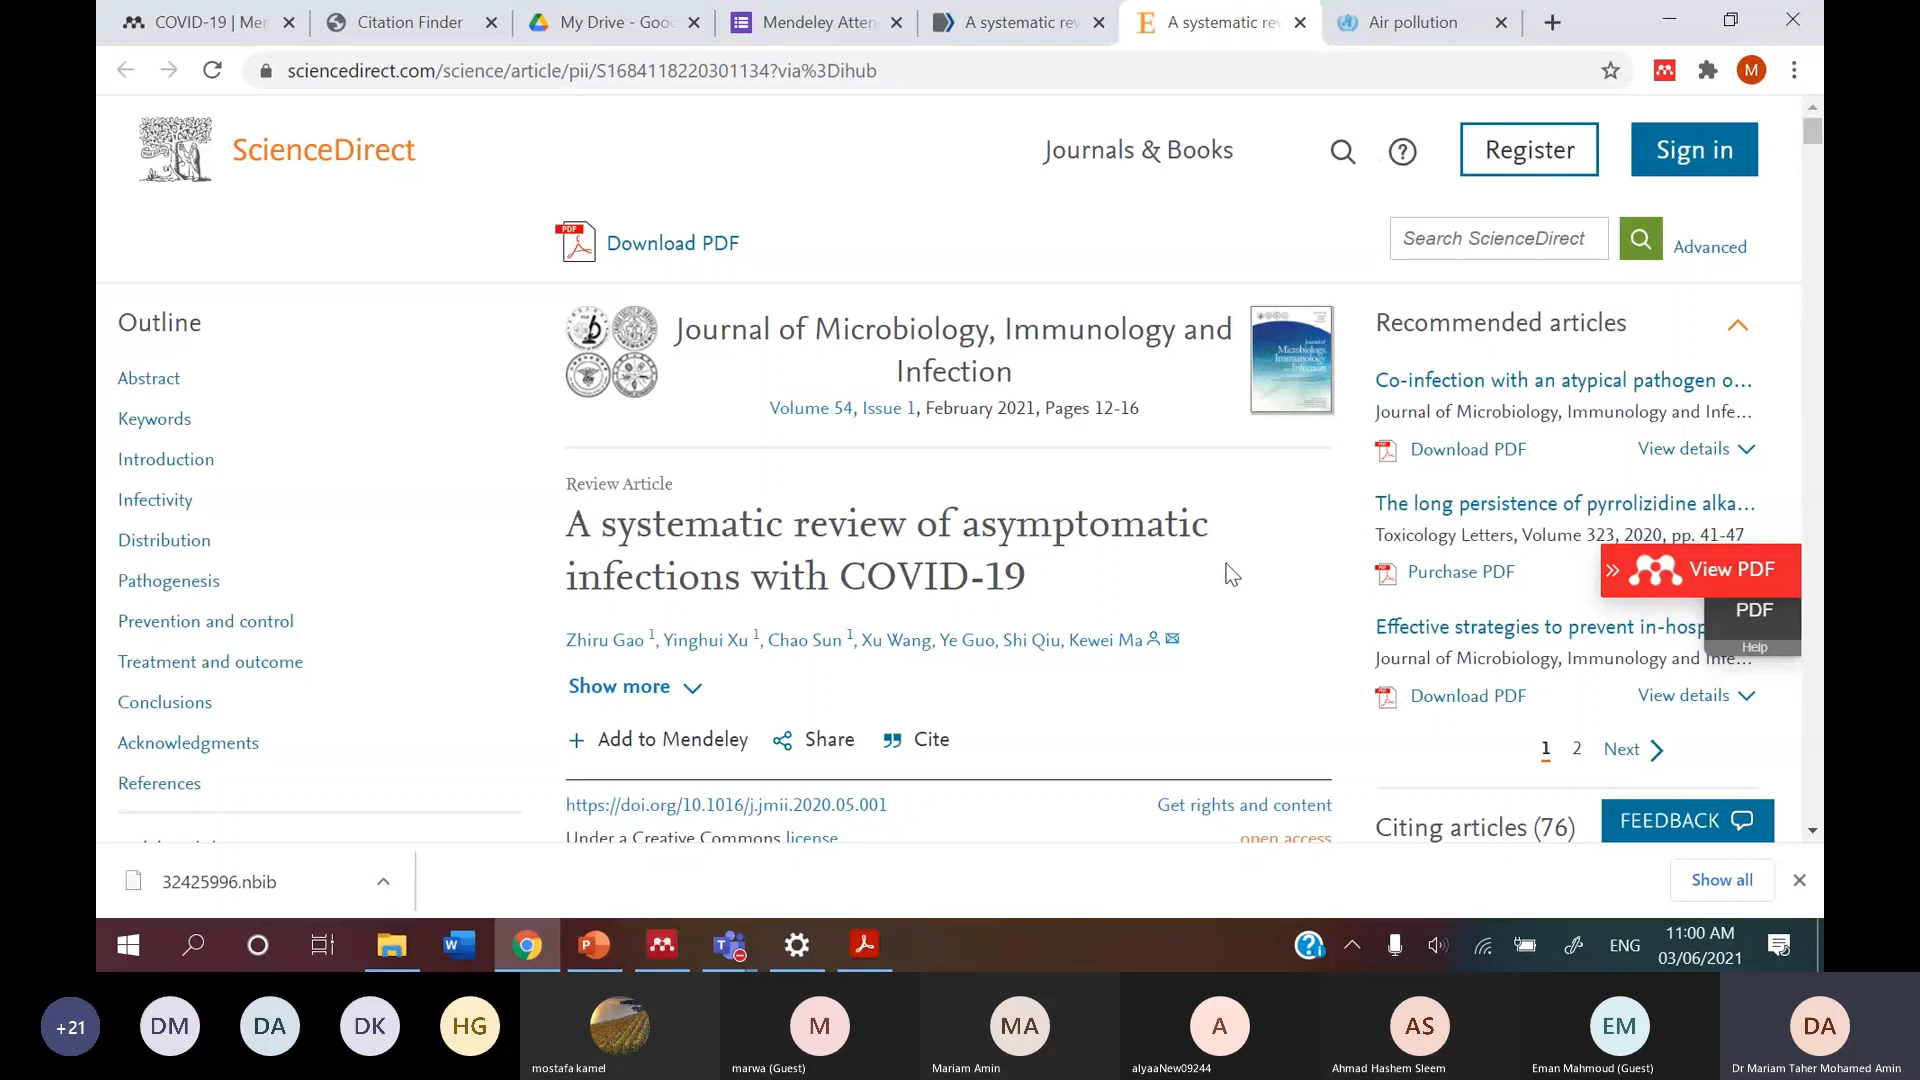 COVID-19 | Me
Citation Finder
My Drive - Goo
Mendeley Atten
A systematic rev
A systematic rev
Air pollution
sciencedirect.com/science/article/pii/S1684118220301134?via%3Dihub
M
ScienceDirect
Journals & Books
Register
Sign in
PDF
Download PDF
Search ScienceDirect
Advanced
Outline
Abstract
Keywords
Introduction
Infectivity
Distribution
Pathogenesis
Prevention and control
Treatment and outcome
Conclusions
Acknowledgments
References
Journal of Microbiology, Immunology and
Infection
Volume 54, Issue 1, February 2021, Pages 12-16
Review Article
A systematic review of asymptomatic
infections with COVID-19
Zhiru Gao 1, Yinghui Xu 1, Chao Sun 1, Xu Wang, Ye Guo, Shi Qiu, Kewei Ma
Show more
Add to Mendeley
Share
Cite
https://doi.org/10.1016/j.jmii.2020.05.001
Get rights and content
Under a Creative Commons license
open access
Recommended articles
Co-infection with an atypical pathogen o...
Journal of Microbiology, Immunology and Infe...
Download PDF
View details
The long persistence of pyrrolizidine alka...
Toxicology Letters, Volume 323, 2020, pp. 41-47
Purchase PDF
View PDF
PDF
Help
Effective strategies to prevent in-hosp
Journal of Microbiology, Immunology and Infe...
Download PDF
View details
1 2 Next
Citing articles (76)
FEEDBACK
32425996.nbib
Show all
ENG
11:00 AM
03/06/2021
+21
DM
DA
DK
HG
mostafa kamel
M
marwa (Guest)
MA
Mariam Amin
A
alyaaNew09244
AS
Ahmad Hashem Sleem
EM
Eman Mahmoud (Guest)
DA
Dr Mariam Taher Mohamed Amin